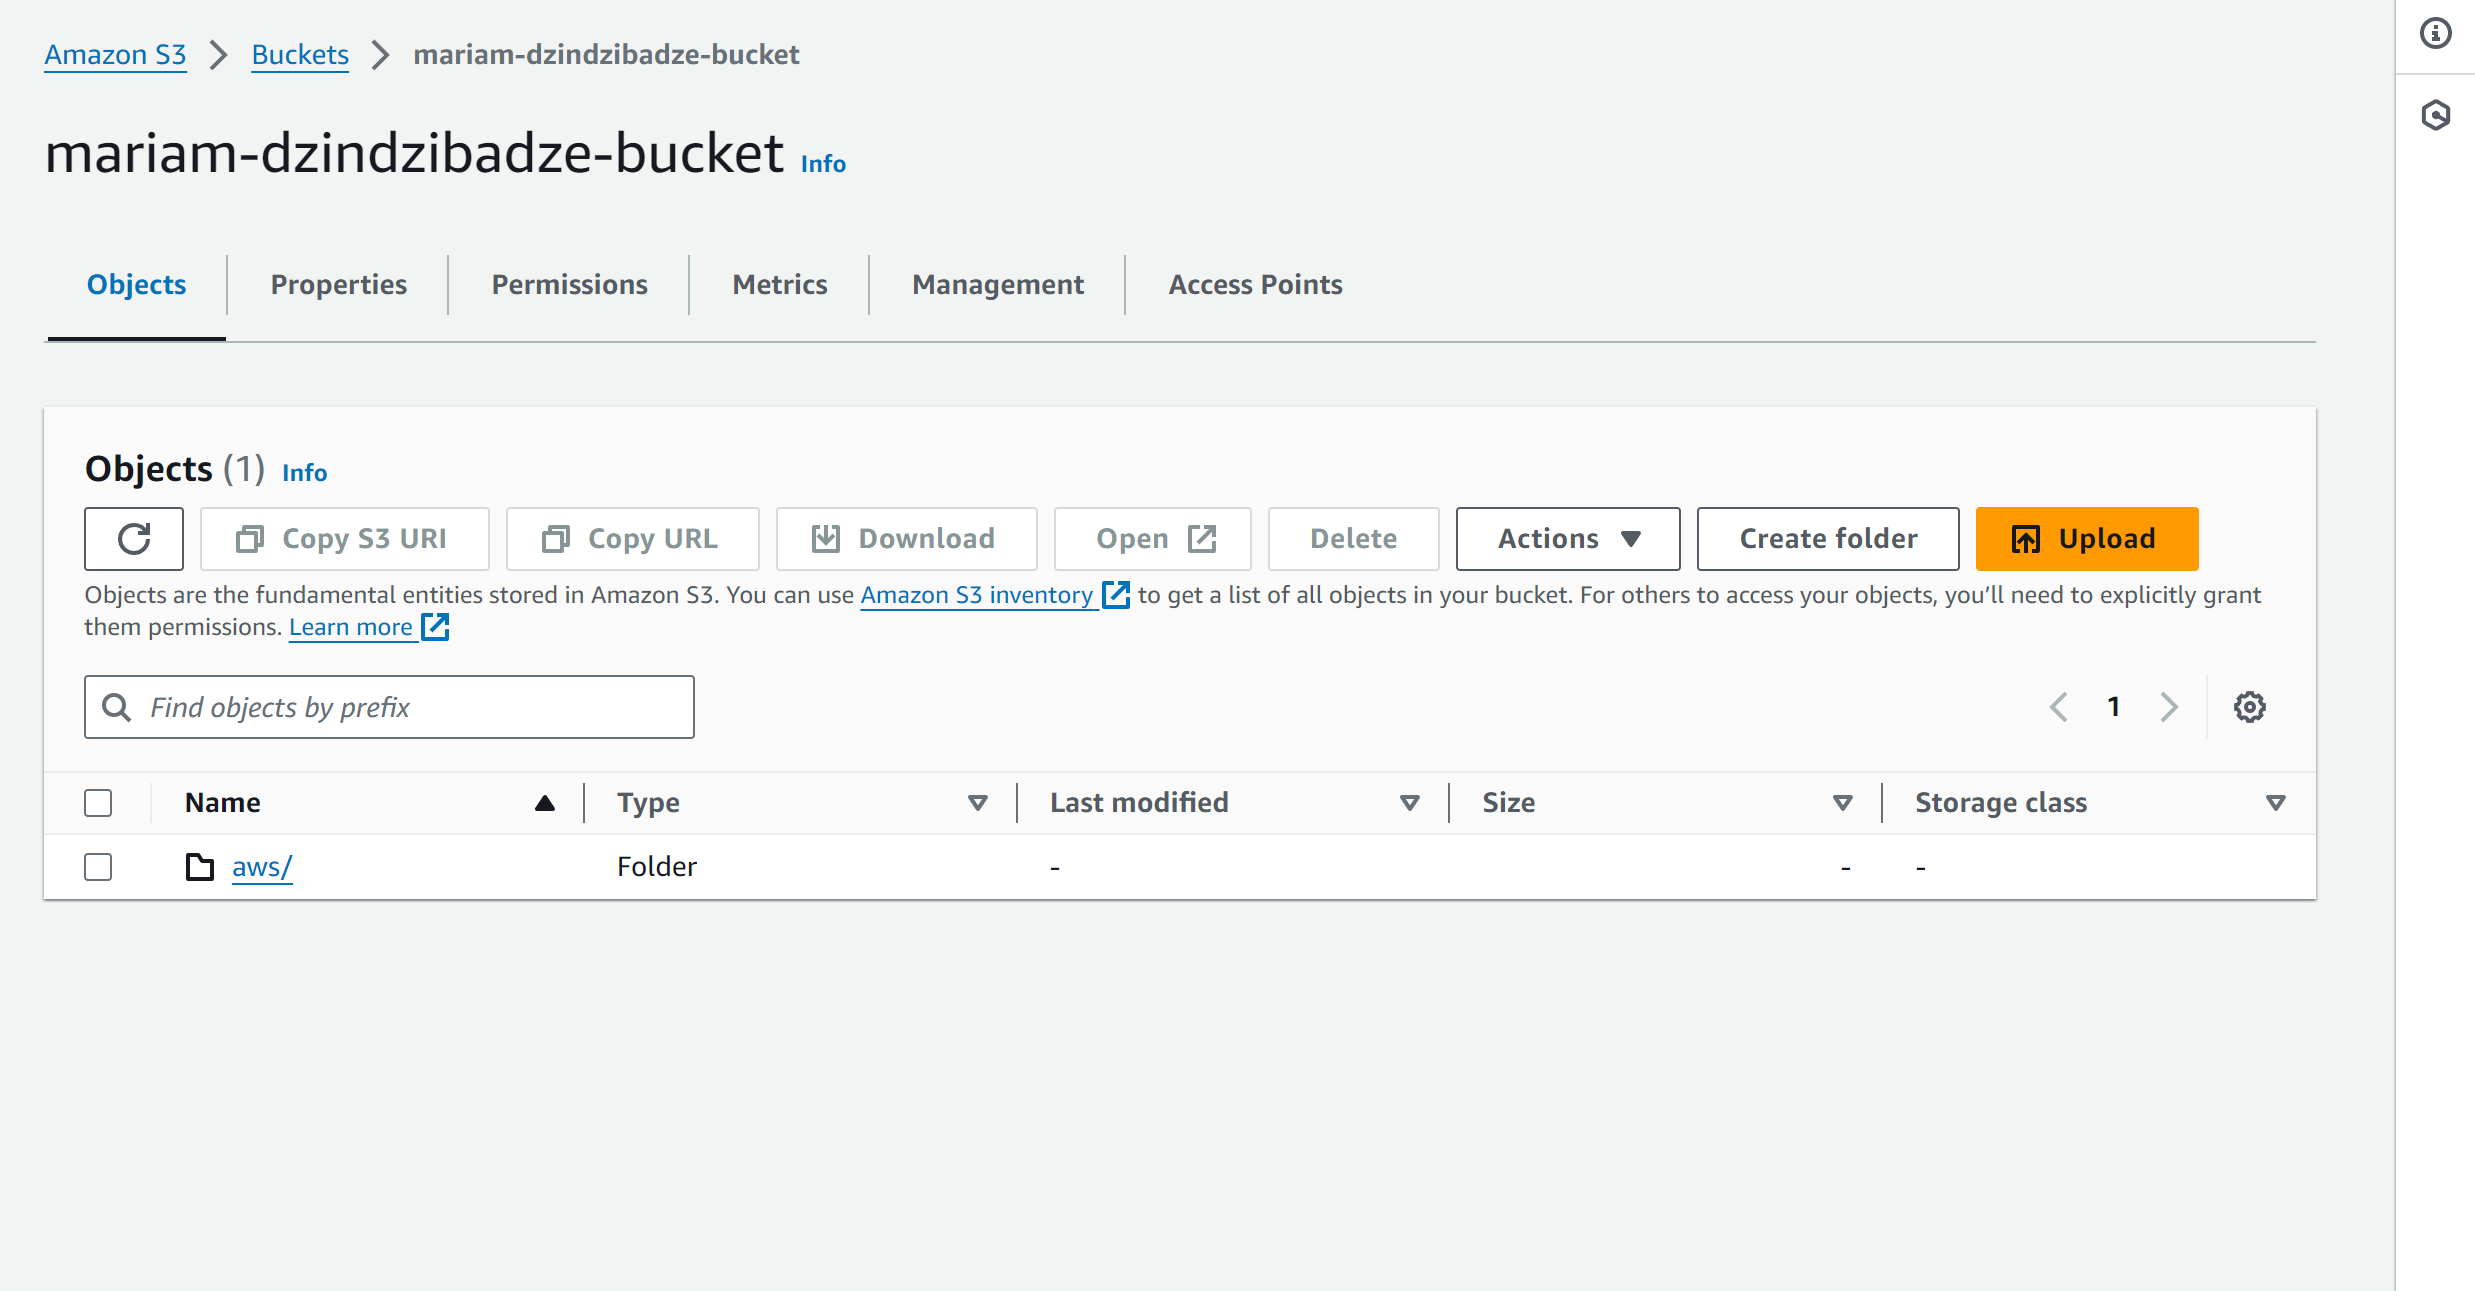 Amazon S3 > Buckets > mariam-dzindzibadze-bucket
mariam-dzindzibadze-bucket Info
Objects Properties Permissions Metrics Management Access Points
Objects (1) Info
Copy S3 URI Copy URL Download Open Delete Actions Create folder Upload
Objects are the fundamental entities stored in Amazon S3. You can use Amazon S3 inventory to get a list of all objects in your bucket. For others to access your objects, you’ll need to explicitly grant
them permissions. Learn more
Find objects by prefix 1
Name Type Last modified Size Storage class
aws/ Folder - - -